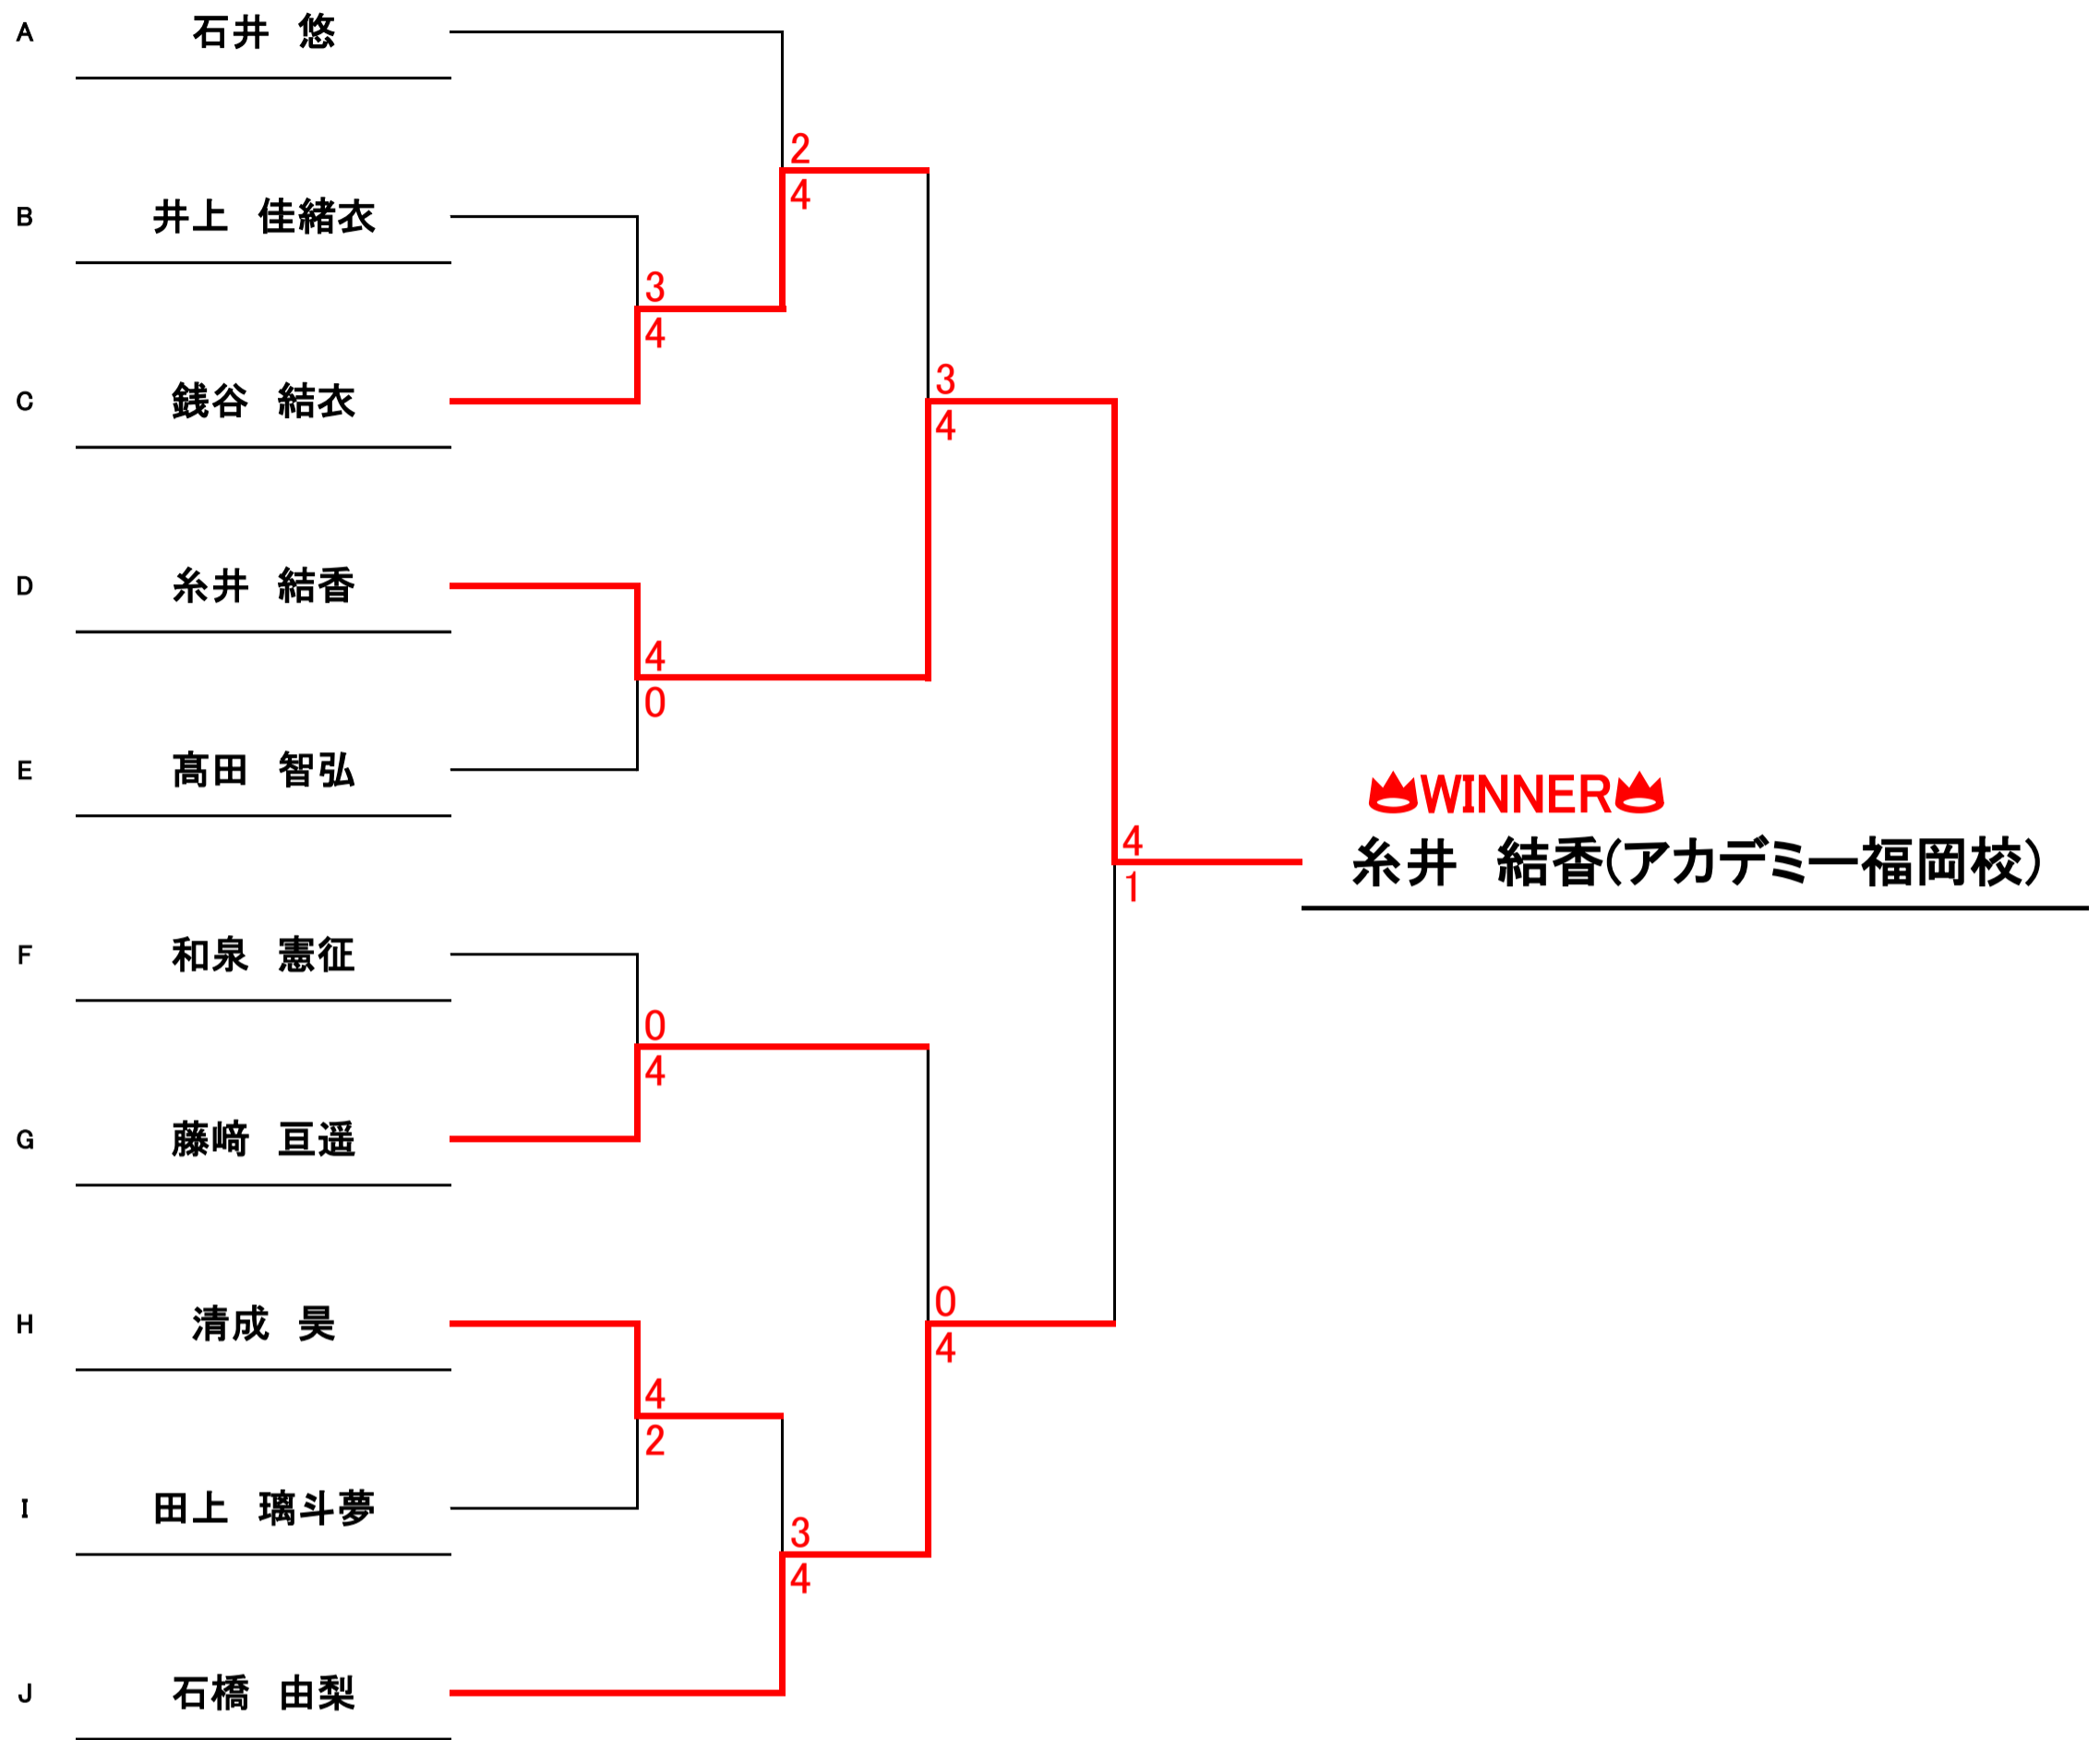 A 石井 悠
2
4
B 井上 佳緒衣
3
4
3
4
C 銭谷 結衣
D 糸井 結香
4
0
E 髙田 智弘
WINNER
4
糸井 結香(アカデミー福岡校)
1
F 和泉 憲征
0
4
G 藤﨑 亘遥
0
4
H 清成 昊
4
2
I 田上 璃斗夢
3
4
J 石橋 由梨